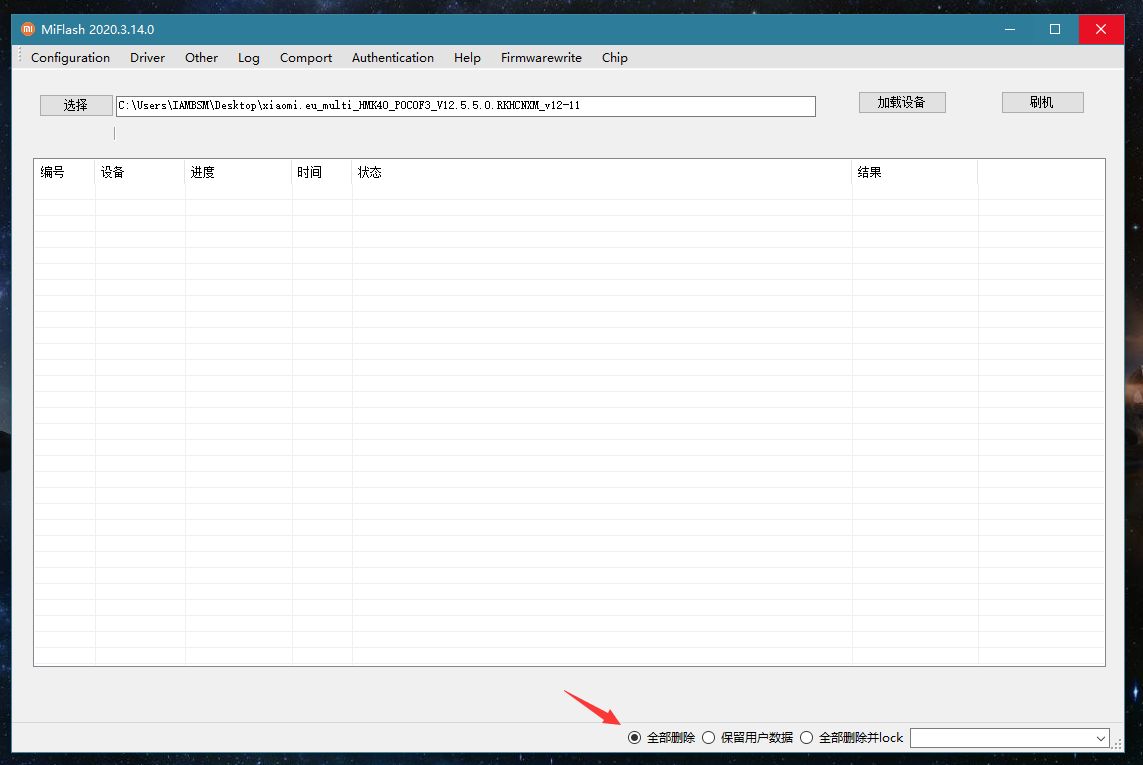 MiFlash 2020.3.14.0
Configuration Driver Other Log Comport Authentication Help Firmwarewrite Chip
选择 C:\Users\IAMBSM\Desktop\xiaomi.eu_multi_HMK40_POCOF3_V12.5.5.0.RKHCNXM_v12-11 加载设备 刷机
编号 设备 进度 时间 状态 结果
全部删除 保留用户数据 全部删除并lock